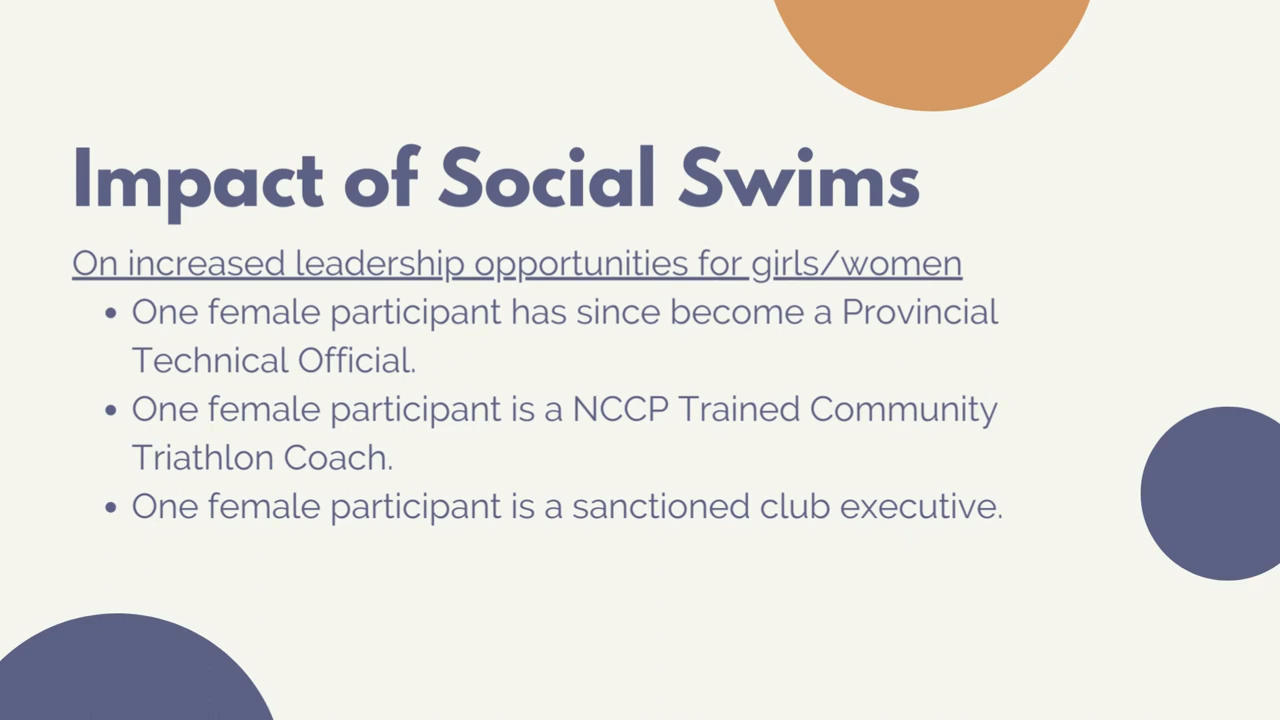 Impact of Social Swims
On increased leadership opportunities for girls/women
• One female participant has since become a Provincial
Technical Official.
• One female participant is a NCCP Trained Community
Triathlon Coach.
• One female participant is a sanctioned club executive.